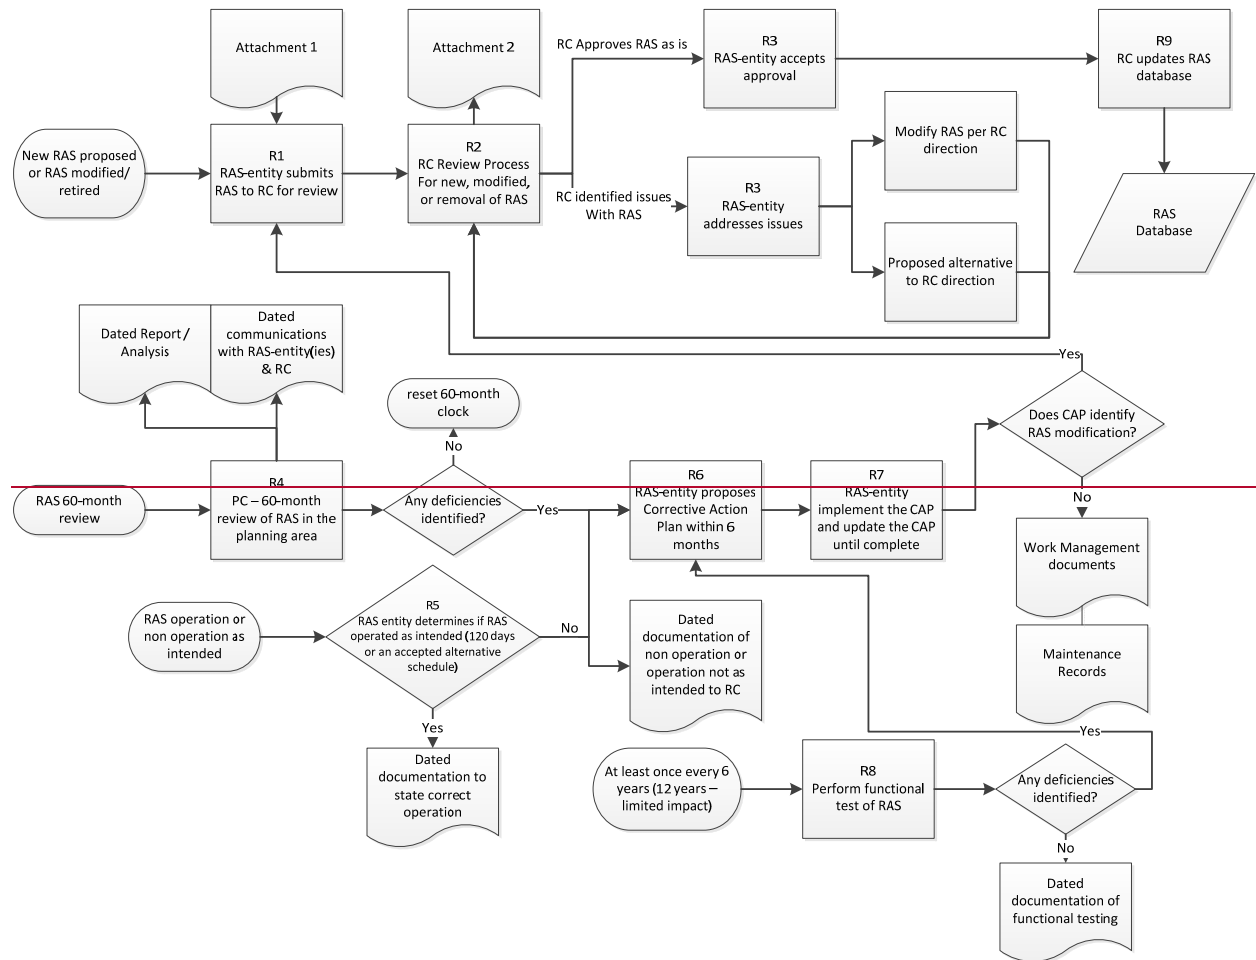 Attachment 1
Attachment 2
RC Approves RAS as is
R3
RAS-entity accepts
approval
R9
RC updates RAS
database
New RAS proposed
or RAS modified/
retired
R1
RAS-entity submits
RAS to RC for review
R2
RC Review Process
For new, modified,
or removal of RAS
RC identified issues
With RAS
R3
RAS-entity
addresses issues
Modify RAS per RC
direction
Proposed alternative
to RC direction
RAS
Database
Dated Report /
Analysis
Dated
communications
with RAS-entity(ies)
& RC
Yes
reset 60-month
clock
No
Does CAP identify
RAS modification?
No
RAS 60-month
review
R4
PC – 60-month
review of RAS in the
planning area
Any deficiencies
identified?
Yes
R6
RAS-entity proposes
Corrective Action
Plan within 6
months
R7
RAS-entity
implement the CAP
and update the CAP
until complete
Work Management
documents
Maintenance
Records
RAS operation or
non operation as
intended
R5
RAS entity determines if RAS
operated as intended (120 days
or an accepted alternative
schedule)
No
Yes
Dated
documentation of
non operation or
operation not as
intended to RC
Dated
documentation to
state correct
operation
At least once every 6
years (12 years –
limited impact)
R8
Perform functional
test of RAS
Any deficiencies
identified?
Yes
No
Dated
documentation of
functional testing